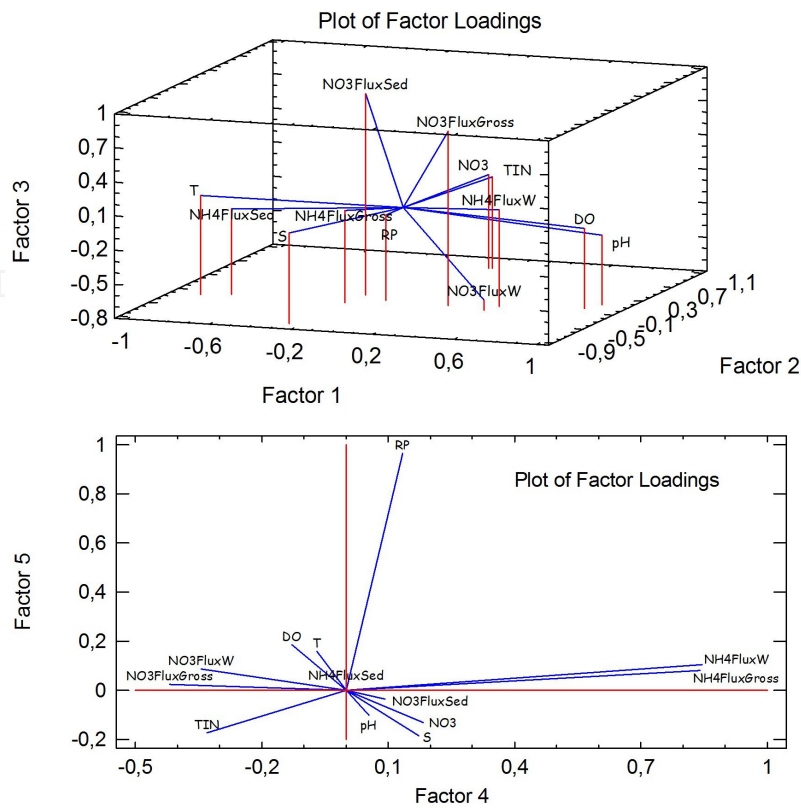 Plot of Factor Loadings
NO3FluxSed
NO3FluxGross
NO3
TIN
T
NH4FluxSed
NH4FluxGross
NH4FluxW
S
RP
DO
pH
NO3FluxW
Factor 3
1
0,7
0,4
0,1
-0,2
-0,5
-0,8
-1
-0,6
-0,2
0,2
0,6
1
Factor 1
-0,9
-0,5
-0,1
0,3
0,7
1,1
Factor 2
Plot of Factor Loadings
RP
DO
T
NO3FluxW
NO3FluxGross
NH4FluxSed
NH4FluxW
NH4FluxGross
NO3FluxSed
TIN
pH
NO3
S
Factor 5
1
0,8
0,6
0,4
0,2
0
-0,2
-0,5
-0,2
0,1
0,4
0,7
1
Factor 4